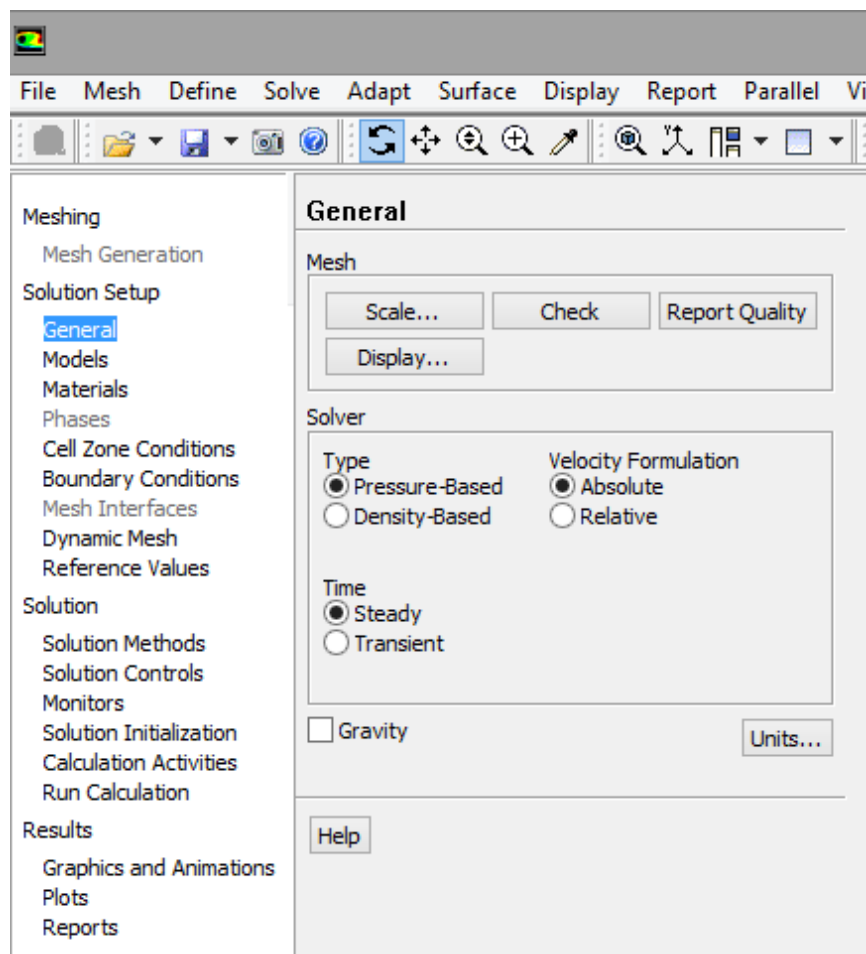 File Mesh Define Solve Adapt Surface Display Report Parallel Vi
Meshing
Mesh Generation
Solution Setup
General
Models
Materials
Phases
Cell Zone Conditions
Boundary Conditions
Mesh Interfaces
Dynamic Mesh
Reference Values
Solution
Solution Methods
Solution Controls
Monitors
Solution Initialization
Calculation Activities
Run Calculation
Results
Graphics and Animations
Plots
Reports
General
Mesh
Scale... Check Report Quality
Display...
Solver
Type Velocity Formulation
Pressure-Based Absolute
Density-Based Relative
Time
Steady
Transient
Gravity Units...
Help